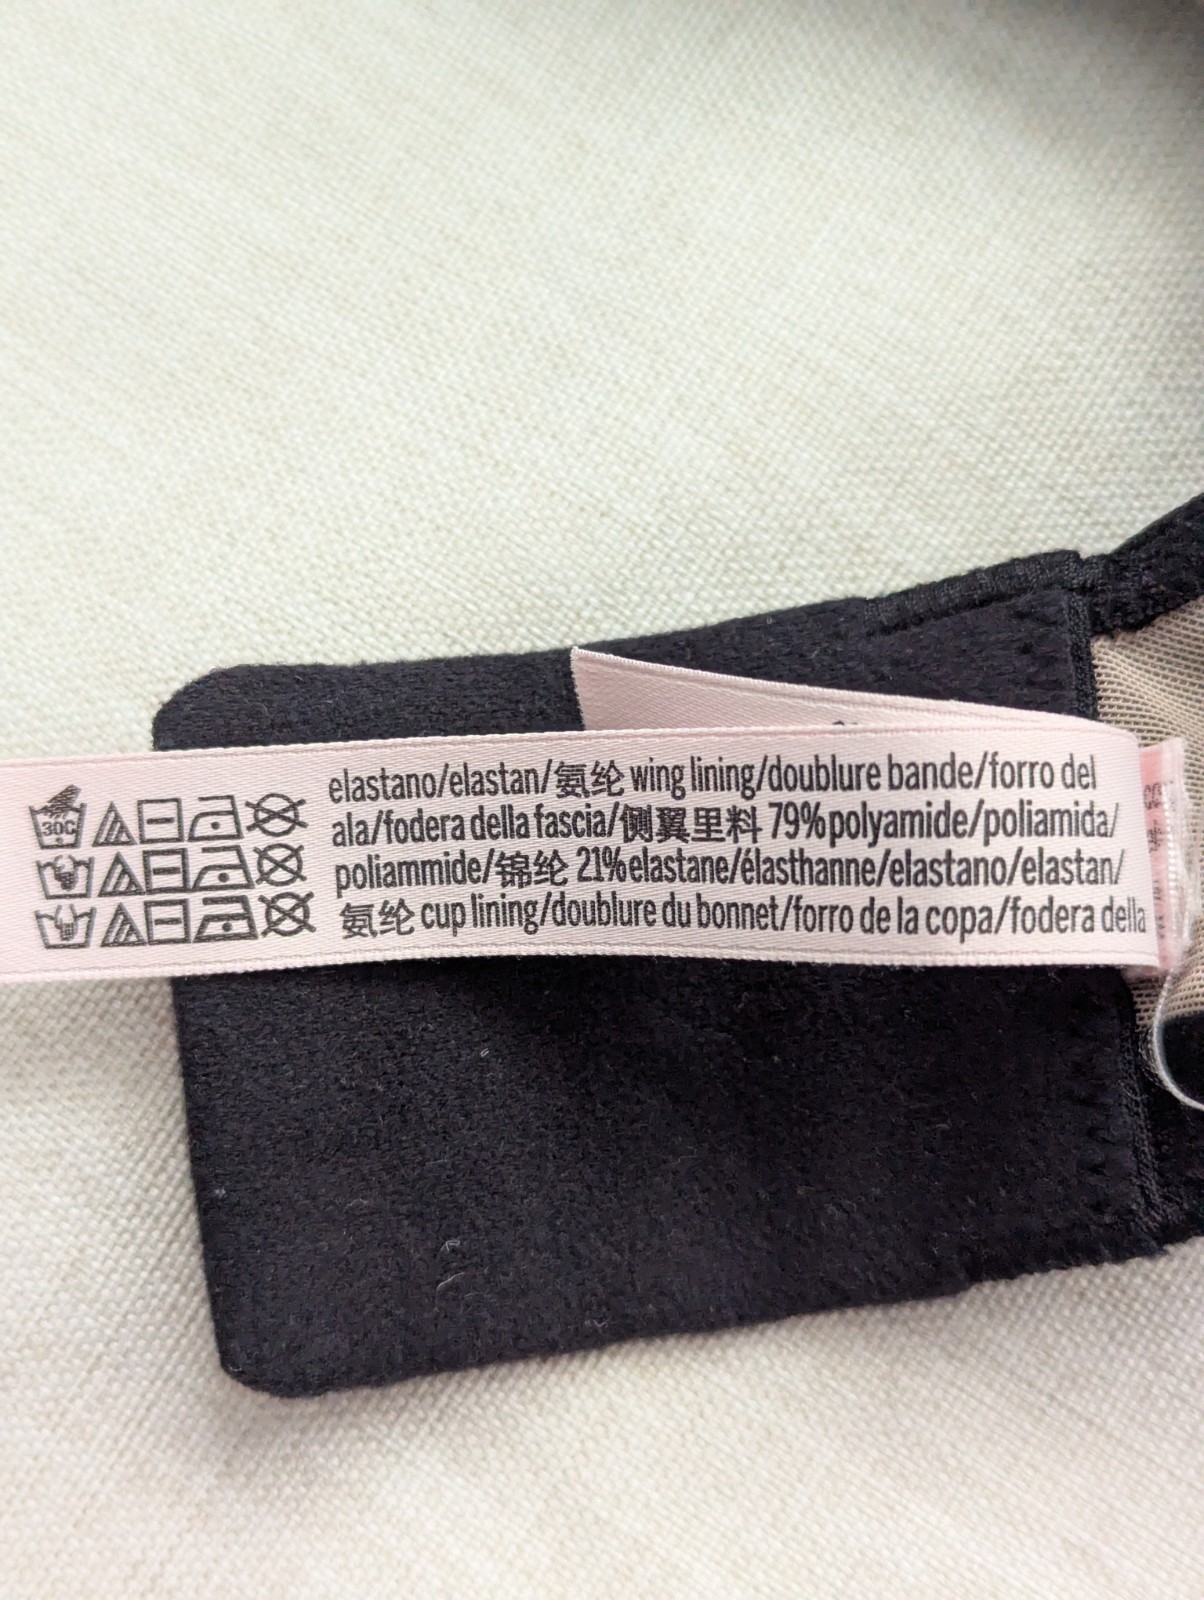 30C
elastano/elastan/氨纶 wing lining/doublure bande/forro del
ala/fodera della fascia/侧翼里料 79%polyamide/poliamida/
poliammide/锦纶 21%elastane/élasthanne/elastano/elastan/
氨纶 cup lining/doublure du bonnet/forro de la copa/fodera della